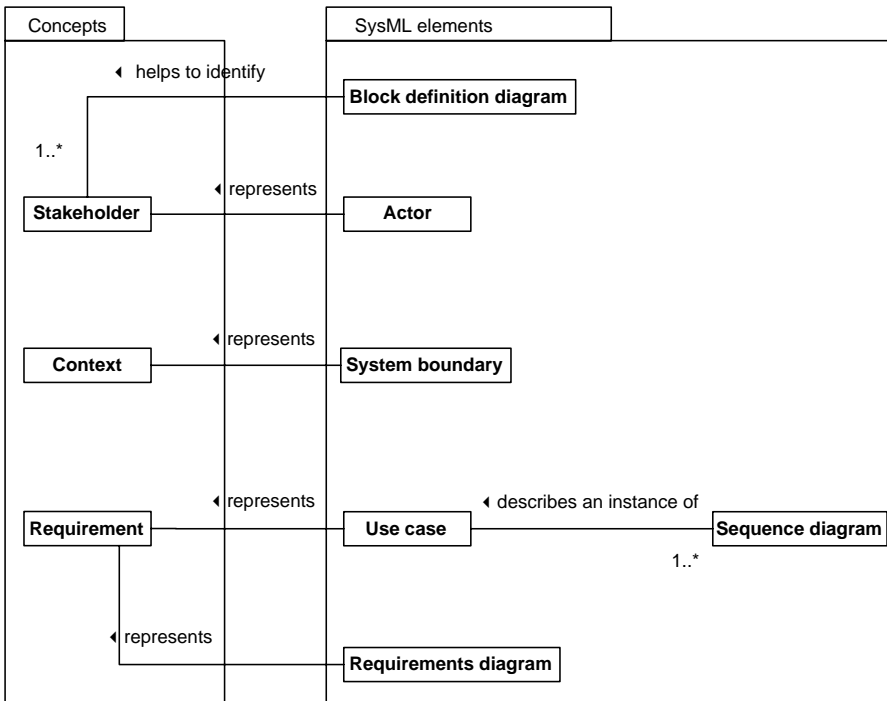 Concepts
SysML elements
helps to identify
Block definition diagram
1..*
represents
Stakeholder
Actor
represents
Context
System boundary
represents
describes an instance of
Requirement
Use case
Sequence diagram
1..*
represents
Requirements diagram